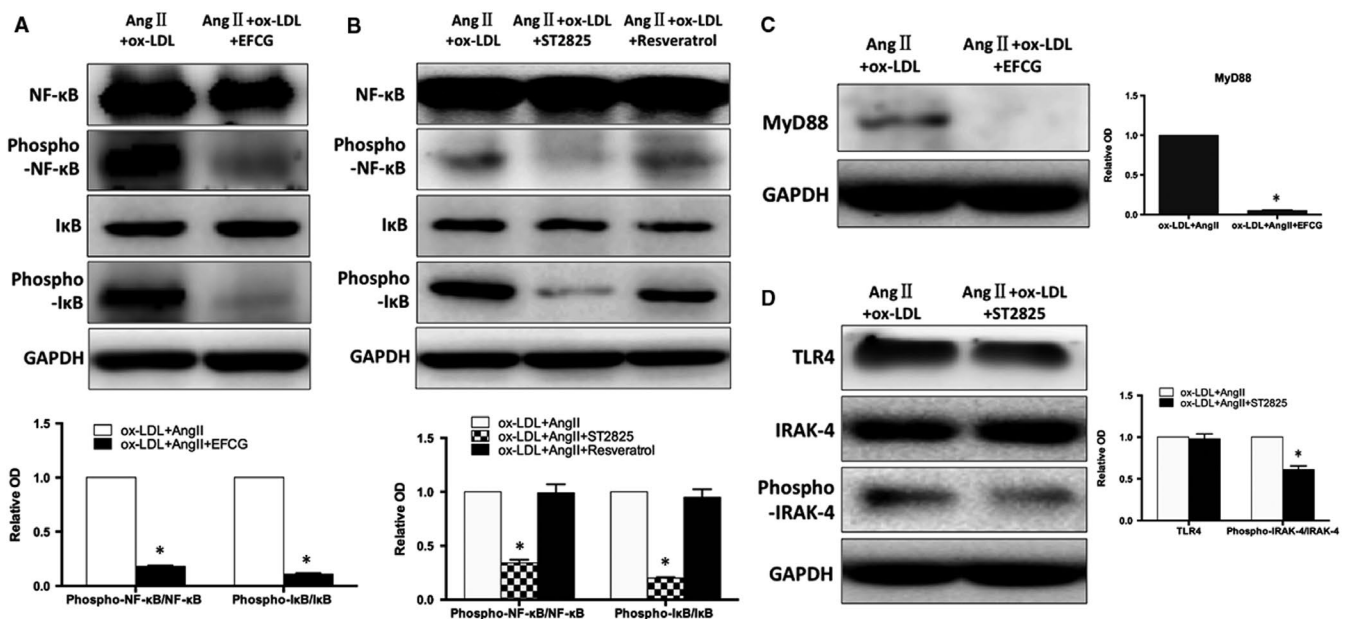 A
Ang Ⅱ
+ox-LDL
Ang Ⅱ +ox-LDL
+EFCG
NF-κB
Phospho
-NF-κB
IκB
Phospho
-IκB
GAPDH
1.5
1.0
0.5
0.0
Relative OD
ox-LDL+AngII
ox-LDL+AngII+EFCG
*
*
Phospho-NF-κB/NF-κB
Phospho-IκB/IκB
B
Ang Ⅱ
+ox-LDL
Ang Ⅱ +ox-LDL
+ST2825
Ang Ⅱ +ox-LDL
+Resveratrol
NF-κB
Phospho
-NF-κB
IκB
Phospho
-IκB
GAPDH
1.5
1.0
0.5
0.0
Relative OD
ox-LDL+AngII
ox-LDL+AngII+ST2825
ox-LDL+AngII+Resveratrol
*
*
Phospho-NF-κB/NF-κB
Phospho-IκB/IκB
C
Ang Ⅱ
+ox-LDL
Ang Ⅱ +ox-LDL
+EFCG
MyD88
GAPDH
MyD88
1.5
1.0
0.5
0.0
Relative OD
*
ox-LDL+AngII
ox-LDL+AngII+EFCG
D
Ang Ⅱ
+ox-LDL
Ang Ⅱ +ox-LDL
+ST2825
TLR4
IRAK-4
Phospho
-IRAK-4
GAPDH
ox-LDL+AngII
ox-LDL+AngII+ST2825
1.5
1.0
0.5
0.0
Relative OD
*
TLR4
Phospho-IRAK-4/IRAK-4